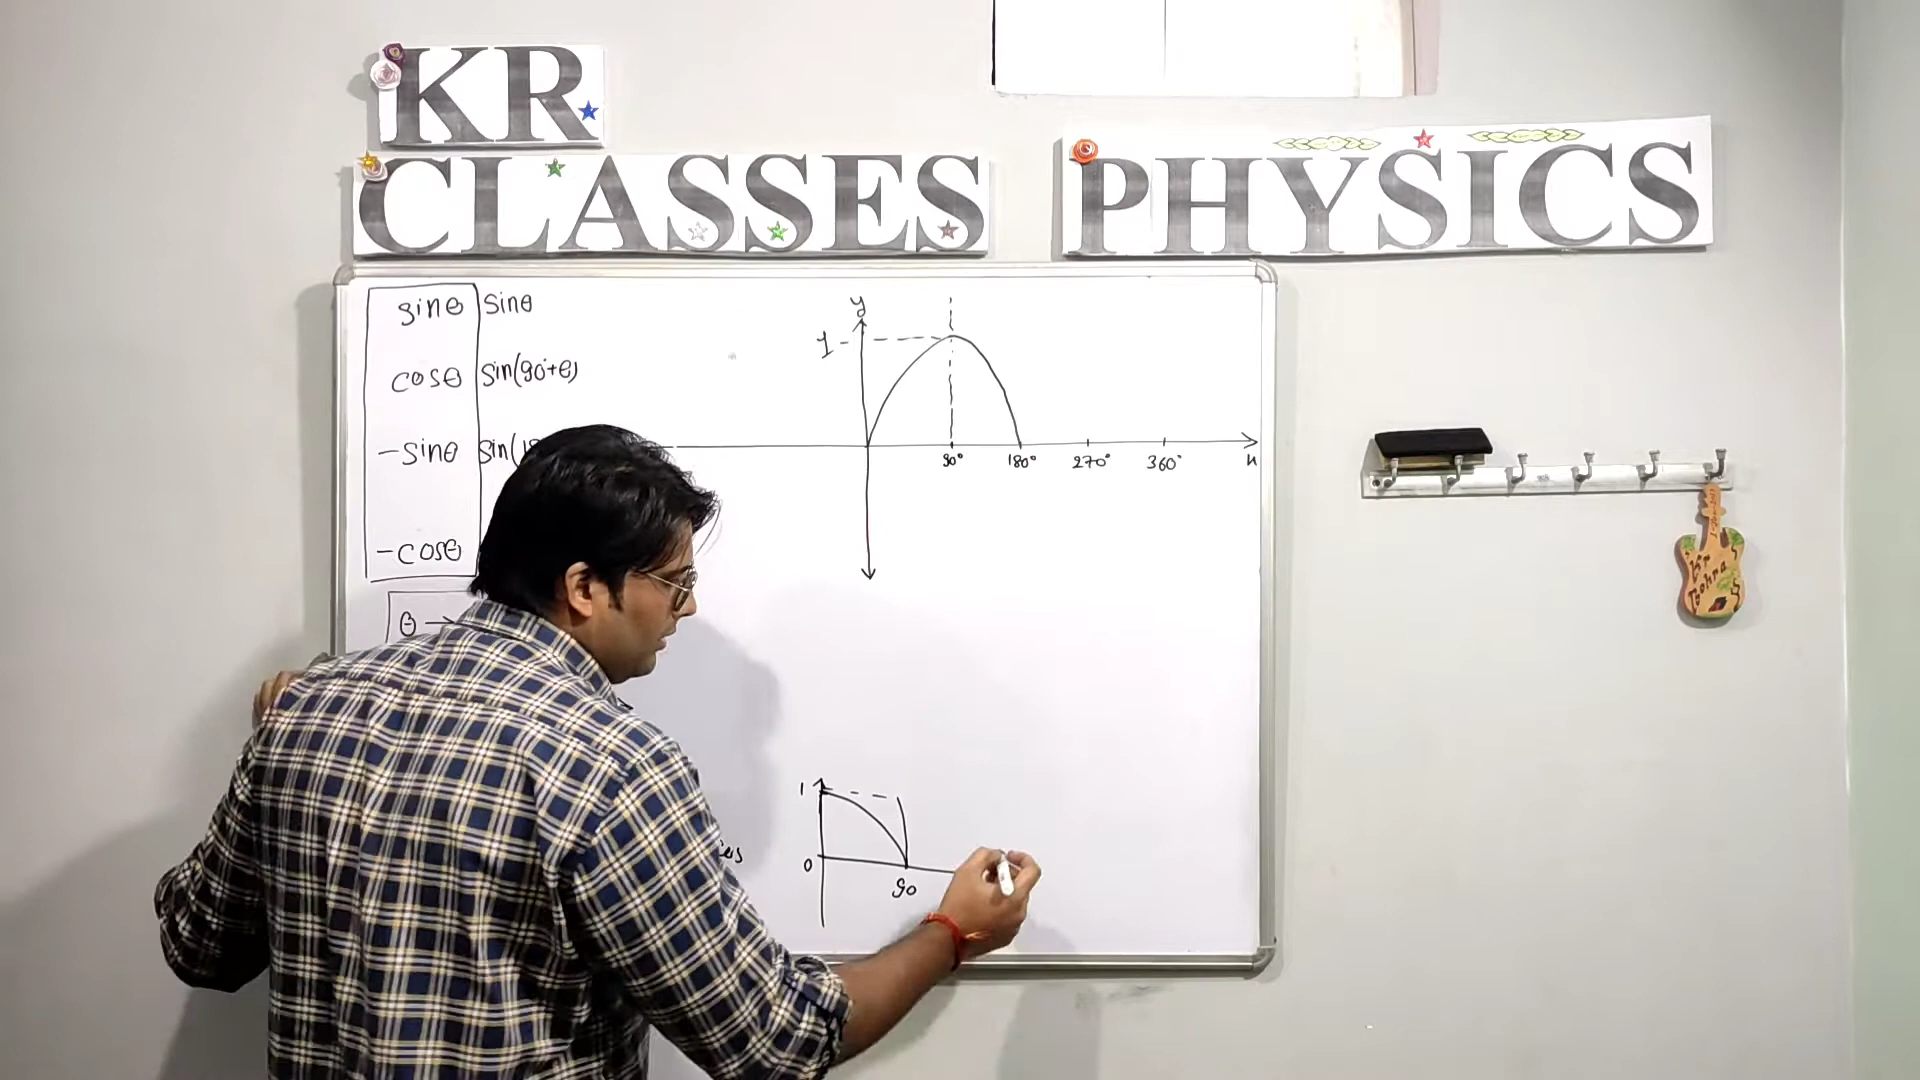 KR
CLASSES PHYSICS
sinθ sinθ
cosθ sin(90+θ)
-sinθ sin(
-cosθ
θ →
y
1
90° 180° 270° 360° x
1
0
90